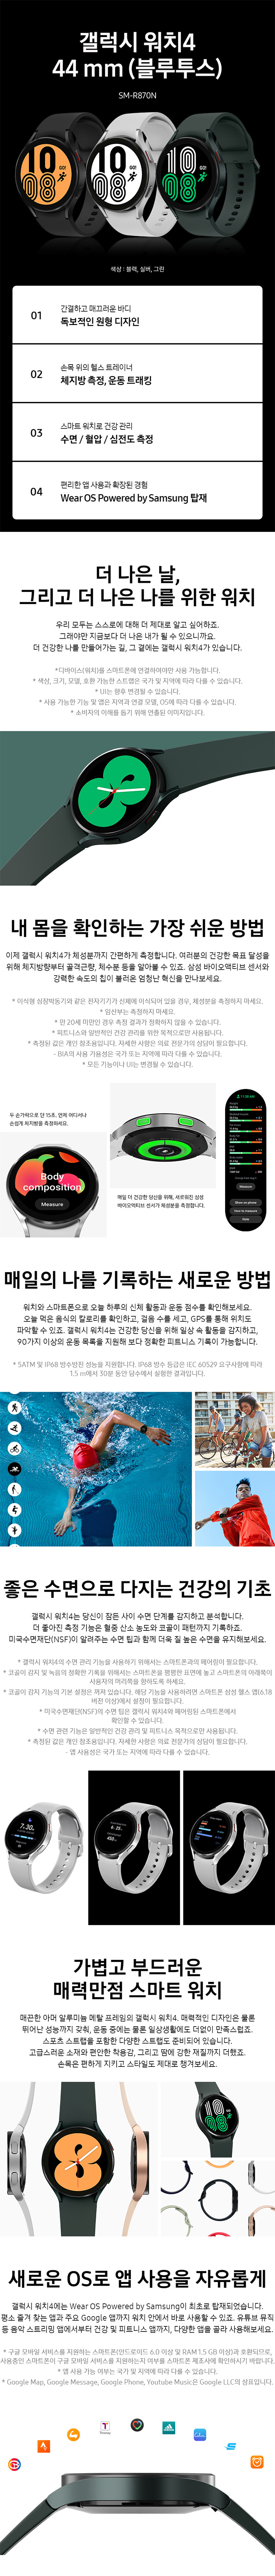 갤럭시 워치4
44 mm (블루투스)
SM-R870N
색상 : 블랙, 실버, 그린
01
간결하고 매끄러운 바디
독보적인 원형 디자인
02
손목 위의 헬스 트레이너
체지방 측정, 운동 트래킹
03
스마트 워치로 건강 관리
수면 / 혈압 / 심전도 측정
04
편리한 앱 사용과 확장된 경험
Wear OS Powered by Samsung 탑재
더 나은 날,
그리고 더 나은 나를 위한 워치
우리 모두는 스스로에 대해 더 제대로 알고 싶어하죠.
그래야만 지금보다 더 나은 내가 될 수 있으니까요.
더 건강한 나를 만들어가는 길, 그 곁에는 갤럭시 워치4가 있습니다.
*디바이스(워치)를 스마트폰에 연결하여야만 사용 가능합니다.
* 색상, 크기, 모델, 호환 가능한 스트랩은 국가 및 지역에 따라 다를 수 있습니다.
* UI는 향후 변경될 수 있습니다.
* 사용 가능한 기능 및 앱은 지역과 연결 모델, OS에 따라 다를 수 있습니다.
* 소비자의 이해를 돕기 위해 연출된 이미지입니다.
내 몸을 확인하는 가장 쉬운 방법
이제 갤럭시 워치4가 체성분까지 간편하게 측정합니다. 여러분의 건강한 목표 달성을
위해 체지방량부터 골격근량, 체수분 등을 알아볼 수 있죠. 삼성 바이오액티브 센서와
강력한 속도의 칩이 불러온 엄청난 혁신을 만나보세요.
* 이식형 심장박동기와 같은 전자기기가 신체에 이식되어 있을 경우, 체성분을 측정하지 마세요.
* 임산부는 측정하지 마세요.
* 만 20세 미만인 경우 측정 결과가 정확하지 않을 수 있습니다.
* 피트니스와 일반적인 건강 관리를 위한 목적으로만 사용됩니다.
* 측정된 값은 개인 참조용입니다. 자세한 사항은 의료 전문가의 상담이 필요합니다.
- BIA의 사용 가용성은 국가 또는 지역에 따라 다를 수 있습니다.
* 모든 기능이나 UI는 변경될 수 있습니다.
두 손가락으로 단 15초. 언제 어디서나
손쉽게 체지방을 측정하세요.
Body
composition
Measure
매일 더 건강한 당신을 위해, 새로워진 삼성
바이오액티브 센서가 체성분을 측정합니다.
Measure
Show on phone
How to measure
매일의 나를 기록하는 새로운 방법
워치와 스마트폰으로 오늘 하루의 신체 활동과 운동 점수를 확인해보세요.
오늘 먹은 음식의 칼로리를 확인하고, 걸음 수를 세고, GPS를 통해 위치도
파악할 수 있죠. 갤럭시 워치4는 건강한 당신을 위해 일상 속 활동을 감지하고,
90가지 이상의 운동 목록을 지원해 보다 정확한 피트니스 기록이 가능합니다.
* 5ATM 및 IP68 방수방진 성능을 지원합니다. IP68 방수 등급은 IEC 60529 요구사항에 따라
1.5 m에서 30분 동안 담수에서 실험한 결과입니다.
좋은 수면으로 다지는 건강의 기초
갤럭시 워치4는 당신이 잠든 사이 수면 단계를 감지하고 분석합니다.
더 좋아진 측정 기능은 혈중 산소 농도와 코골이 패턴까지 기록하죠.
미국수면재단(NSF)이 알려주는 수면 팁과 함께 더욱 질 높은 수면을 유지해보세요.
* 갤럭시 워치4의 수면 관리 기능을 사용하기 위해서는 스마트폰과의 페어링이 필요합니다.
* 코골이 감지 및 녹음의 정확한 기록을 위해서는 스마트폰을 평평한 표면에 놓고 스마트폰의 아래쪽이
사용자의 머리쪽을 향하도록 하세요.
* 코골이 감지 기능의 기본 설정은 꺼져 있습니다. 해당 기능을 사용하려면 스마트폰 삼성 헬스 앱(6.18
버전 이상)에서 설정이 필요합니다.
* 미국수면재단(NSF)의 수면 팁은 갤럭시 워치4와 페어링된 스마트폰에서
확인할 수 있습니다.
* 수면 관련 기능은 일반적인 건강 관리 및 피트니스 목적으로만 사용됩니다.
* 측정된 값은 개인 참조용입니다. 자세한 사항은 의료 전문가의 상담이 필요합니다.
- 앱 사용성은 국가 또는 지역에 따라 다를 수 있습니다.
가볍고 부드러운
매력만점 스마트 워치
매끈한 아머 알루미늄 메탈 프레임의 갤럭시 워치4. 매력적인 디자인은 물론
뛰어난 성능까지 갖춰, 운동 중에는 물론 일상생활에도 더없이 만족스럽죠.
스포츠 스트랩을 포함한 다양한 스트랩도 준비되어 있습니다.
고급스러운 소재와 편안한 착용감, 그리고 땀에 강한 재질까지 더했죠.
손목은 편하게 지키고 스타일도 제대로 챙겨보세요.
새로운 OS로 앱 사용을 자유롭게
갤럭시 워치4에는 Wear OS Powered by Samsung이 최초로 탑재되었습니다.
평소 즐겨 찾는 앱과 주요 Google 앱까지 워치 안에서 바로 사용할 수 있죠. 유튜브 뮤직
등 음악 스트리밍 앱에서부터 건강 및 피트니스 앱까지, 다양한 앱을 골라 사용해보세요.
* 구글 모바일 서비스를 지원하는 스마트폰(안드로이드 6.0 이상 및 RAM 1.5 GB 이상)과 호환되므로,
사용중인 스마트폰이 구글 모바일 서비스를 지원하는지 여부를 스마트폰 제조사에 확인하시기 바랍니다.
* 앱 사용 가능 여부는 국가 및 지역에 따라 다를 수 있습니다.
* Google Map, Google Message, Google Phone, Youtube Music은 Google LLC의 상표입니다.